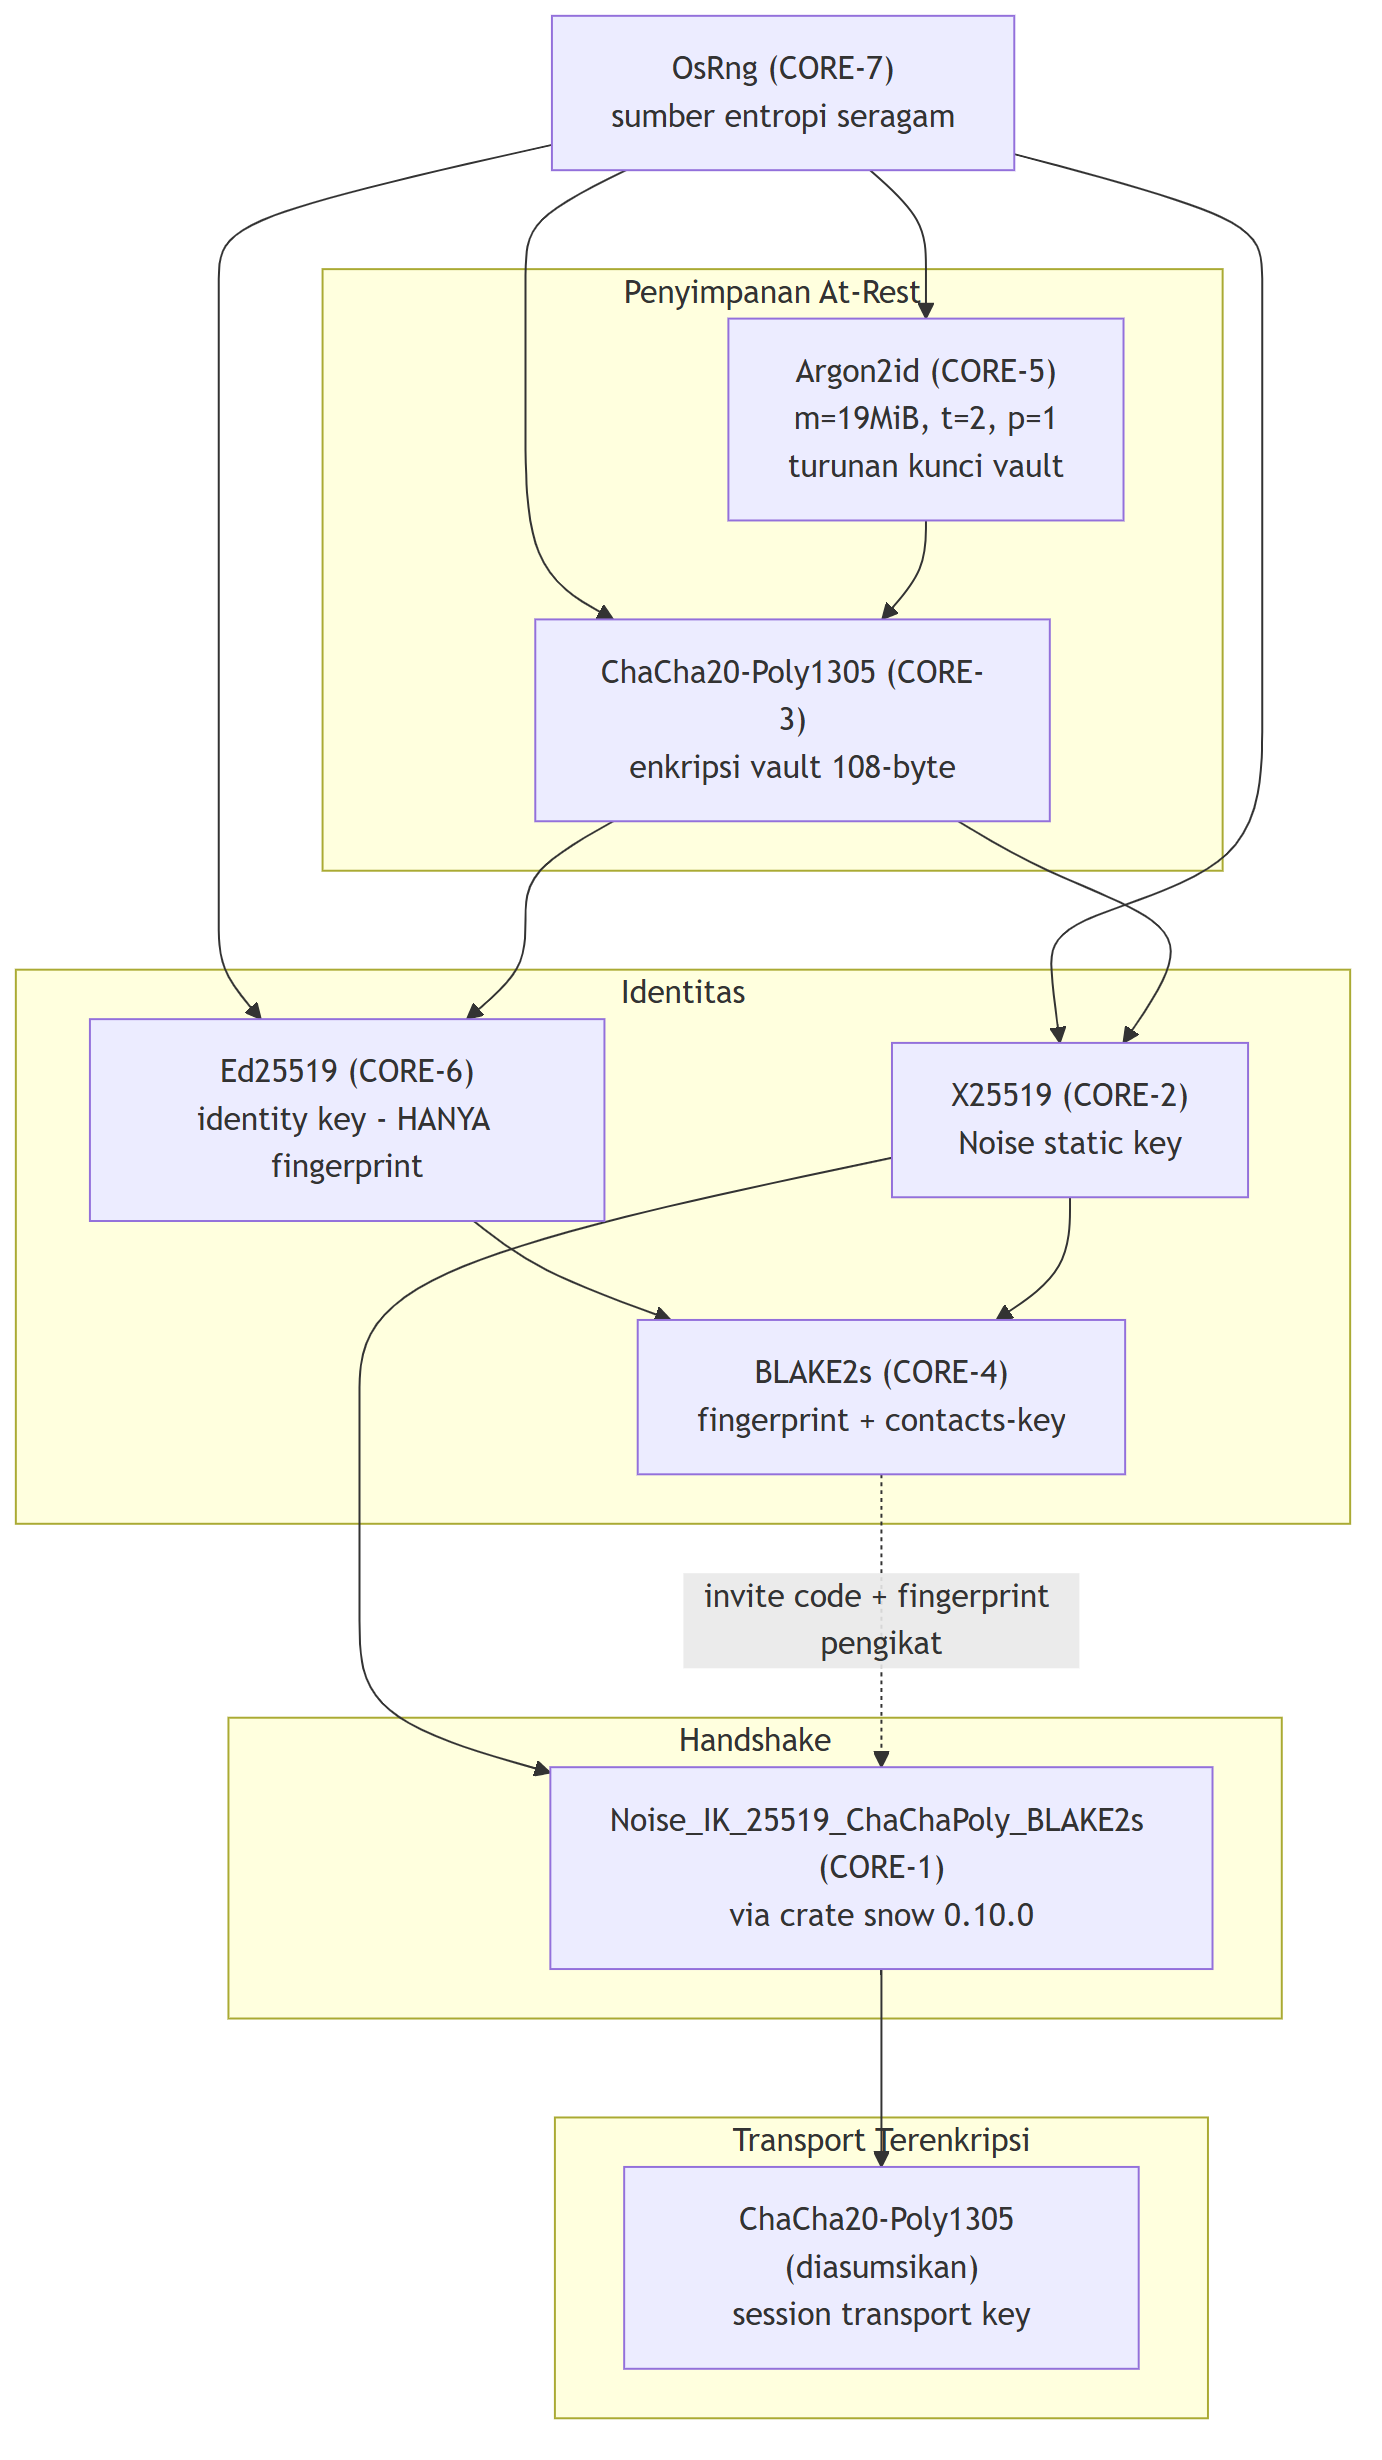 OsRng (CORE-7)
sumber entropi seragam
Penyimpanan At-Rest
Argon2id (CORE-5)
m=19MiB, t=2, p=1
turunan kunci vault
ChaCha20-Poly1305 (CORE-
3)
enkripsi vault 108-byte
Identitas
Ed25519 (CORE-6)
identity key - HANYA
fingerprint
X25519 (CORE-2)
Noise static key
BLAKE2s (CORE-4)
fingerprint + contacts-key
invite code + fingerprint
pengikat
Handshake
Noise_IK_25519_ChaChaPoly_BLAKE2s
(CORE-1)
via crate snow 0.10.0
Transport Terenkripsi
ChaCha20-Poly1305
(diasumsikan)
session transport key